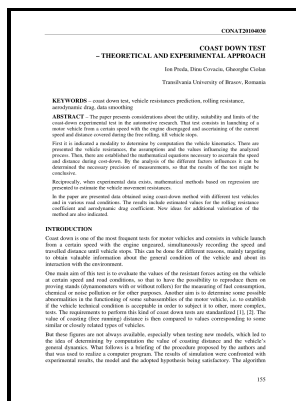 CONAT20104030
COAST DOWN TEST
– THEORETICAL AND EXPERIMENTAL APPROACH
Ion Preda, Dinu Covaciu, Gheorghe Ciolan
Transilvania University of Brasov, Romania
KEYWORDS – coast down test, vehicle resistances prediction, rolling resistance,
aerodynamic drag, data smoothing
ABSTRACT – The paper presents considerations about the utility, suitability and limits of the
coast-down experimental test in the automotive research. That test consists in launching of a
motor vehicle from a certain speed with the engine disengaged and ascertaining of the current
speed and distance covered during the free rolling, till vehicle stops.
First it is indicated a modality to determine by computation the vehicle kinetics. There are
presented the vehicle resistances, the assumptions and the values influencing the analyzed
process. Then, there are established the mathematical equations necessary to ascertain the speed
and distance during cost-down. By the analysis of the different factors influences it can be
determined the necessary precision of measurements, so that the results of the test might be
conclusive.
Reciprocally, when experimental data exists, mathematical methods based on regression are
presented to estimate the vehicle movement resistances.
In the paper are presented data obtained using coast-down method with different test vehicles
and in various road conditions. The results include estimated values for the rolling resistance
coefficient and aerodynamic drag coefficient. New ideas for additional valorisation of the
method are also indicated.
INTRODUCTION
Coast down is one of the most frequent tests for motor vehicles and consists in vehicle launch
from a certain speed with the engine ungeared, simultaneously recording the speed and
travelled distance until vehicle stops. This can be done for different reasons, mainly targeting
to obtain valuable information about the general condition of the vehicle and about its
interaction with the environment.
One main aim of this test is to evaluate the values of the resistant forces acting on the vehicle
at certain speed and road conditions, so that to have the possibility to reproduce them on
proving stands (dynamometers with or without rollers) for the measuring of fuel consumptions,
chemical or noise pollution or for other purposes. Another aim is to determine some possible
abnormalities in the functioning of some subassemblies of the motor vehicle, i.e. to establish
if the vehicle technical condition is acceptable in order to subject it to other, more complex,
tests. The requirements to perform this kind of coast down tests are standardized [1], [2]. The
value of coasting (free running) distance is then compared to values corresponding to some
similar or closely related types of vehicles.
But these figures are not always available, especially when testing new models, which led to
the idea of determining by computation the value of coasting distance and the vehicle's
general dynamics. What follows is a briefing of the procedure proposed by the authors and
that was used to realize a computer program. The results of simulation were confronted with
experimental results, the model and the adopted hypothesis being satisfactory. The algorithm
155